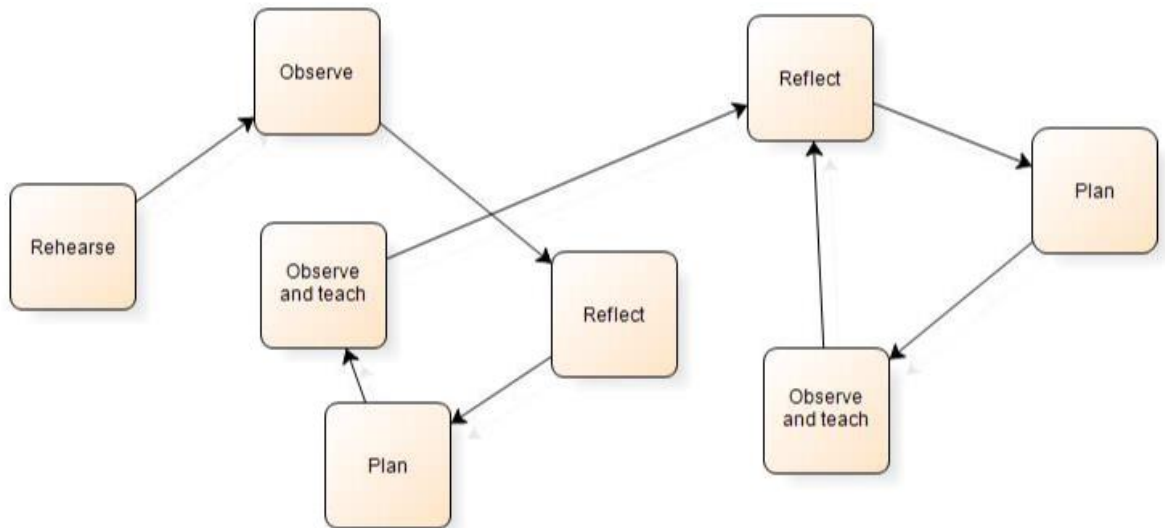 Observe
Reflect
Plan
Rehearse
Observe
and teach
Reflect
Observe
and teach
Plan